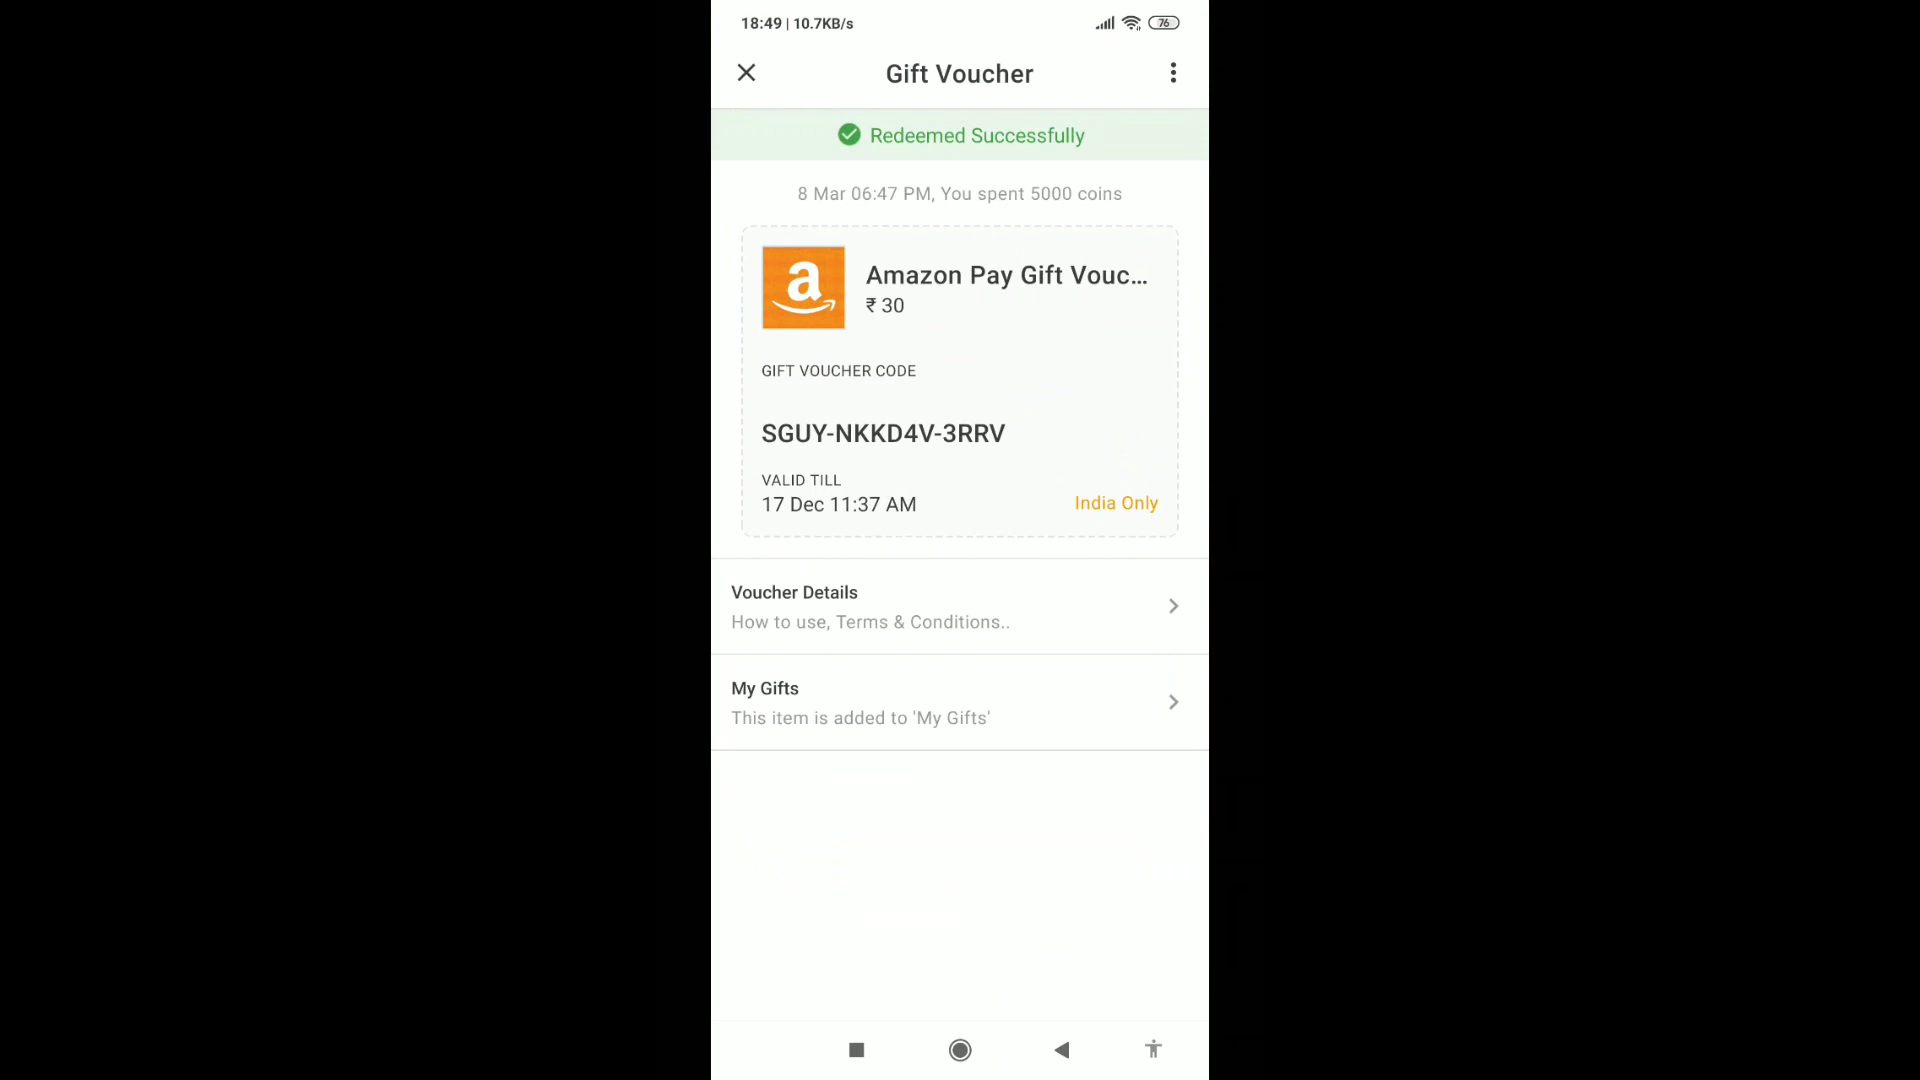 18:49 | 10.7KB/s
76
Gift Voucher
Redeemed Successfully
8 Mar 06:47 PM, You spent 5000 coins
a
Amazon Pay Gift Vouc...
₹ 30
GIFT VOUCHER CODE
SGUY-NKKD4V-3RRV
VALID TILL
17 Dec 11:37 AM
India Only
Voucher Details
How to use, Terms & Conditions..
My Gifts
This item is added to 'My Gifts'